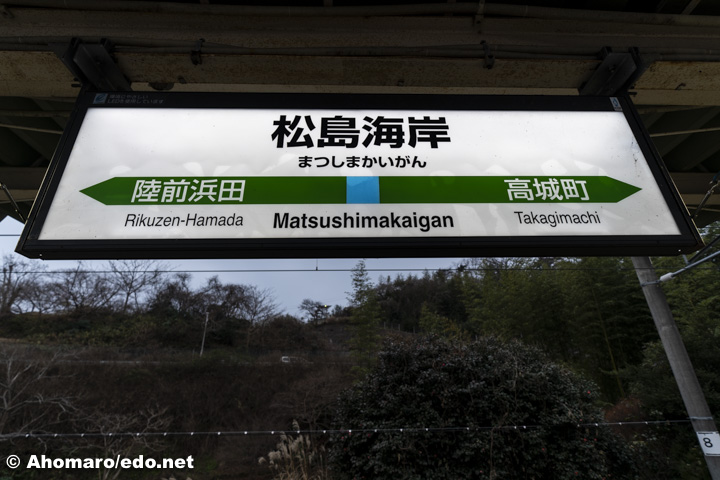 松島海岸
まつしまかいがん
陸前浜田 高城町
Rikuzen-Hamada Matsushimakaigan Takagimachi
8
© Ahomaro/edo.net